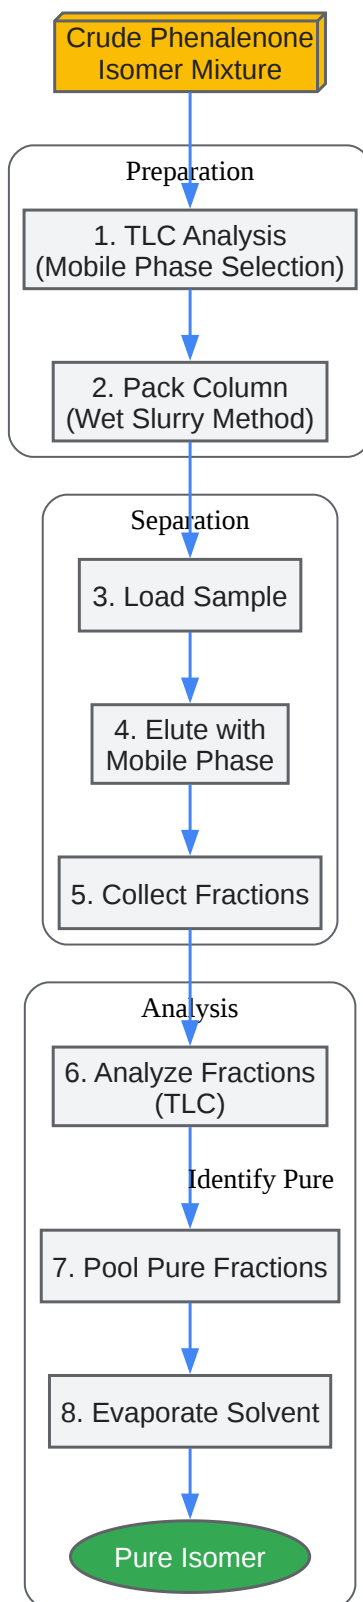 Crude Phenalenone
Isomer Mixture
Preparation
1. TLC Analysis
(Mobile Phase Selection)
2. Pack Column
(Wet Slurry Method)
Separation
3. Load Sample
4. Elute with
Mobile Phase
5. Collect Fractions
Analysis
6. Analyze Fractions
(TLC)
Identify Pure
7. Pool Pure Fractions
8. Evaporate Solvent
Pure Isomer